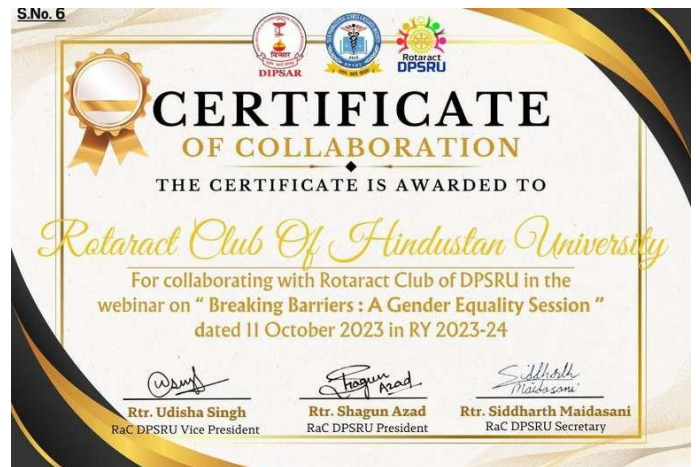 S.No. 6
DIPSAR
Rotaract
DPSRU
CERTIFICATE
OF COLLABORATION
THE CERTIFICATE IS AWARDED TO
Rotaract Club Of Hindustan University
For collaborating with Rotaract Club of DPSRU in the
webinar on “ Breaking Barriers : A Gender Equality Session ”
dated 11 October 2023 in RY 2023-24
Shagun Azad
Siddharth
Maidasani
Rtr. Udisha Singh
Rtr. Shagun Azad
Rtr. Siddharth Maidasani
RaC DPSRU Vice President
RaC DPSRU President
RaC DPSRU Secretary